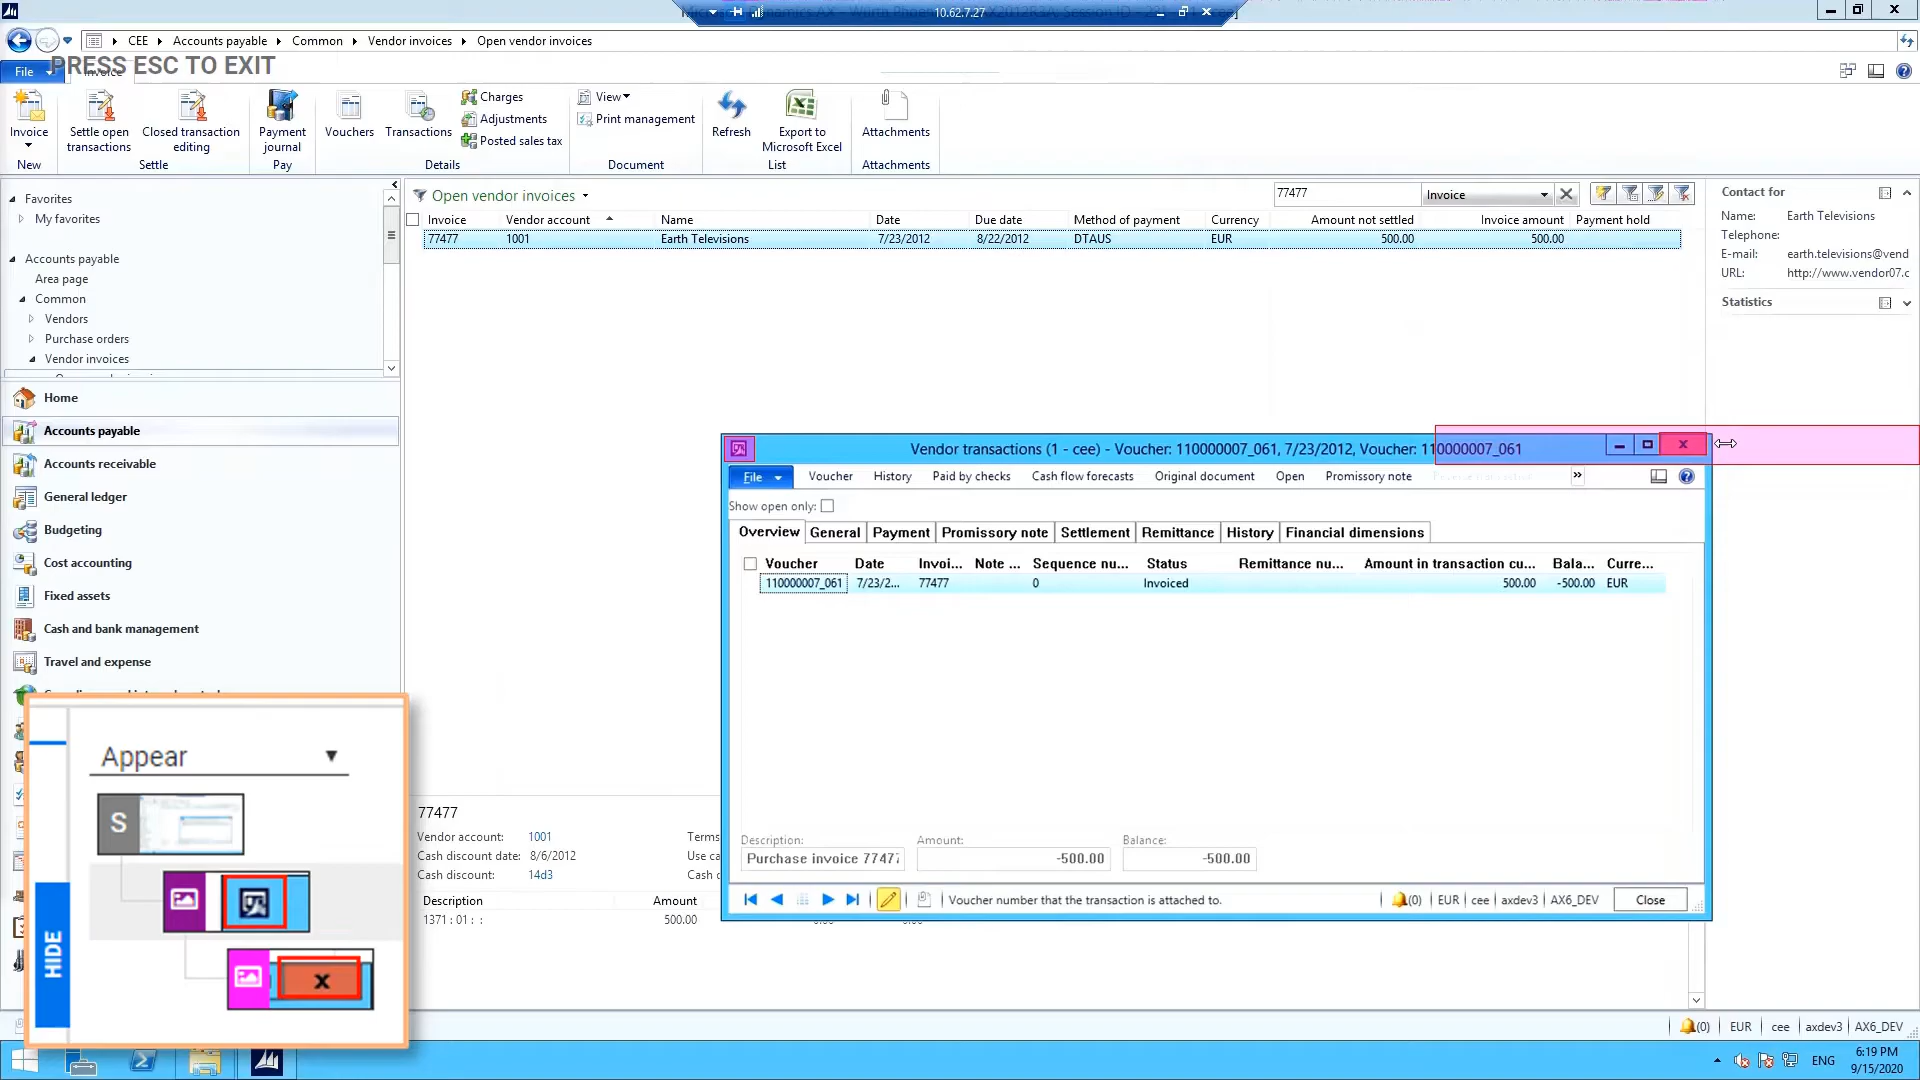 10.62.7.27
CEE Accounts payable Common Vendor invoices Open vendor invoices
PRESS ESC TO EXIT
File
Invoice
Settle open transactions
Closed transaction editing
Payment journal
Vouchers
Transactions
Charges
Adjustments
Posted sales tax
View
Print management
Refresh
Export to Microsoft Excel
Attachments
New Settle Pay Details Document List Attachments
Favorites
My favorites
Accounts payable
Area page
Common
Vendors
Purchase orders
Vendor invoices
Home
Accounts payable
Accounts receivable
General ledger
Budgeting
Cost accounting
Fixed assets
Cash and bank management
Travel and expense
Open vendor invoices
77477 Invoice
Invoice Vendor account Name Date Due date Method of payment Currency Amount not settled Invoice amount Payment hold
77477 1001 Earth Televisions 7/23/2012 8/22/2012 DTAUS EUR 500.00 500.00
Contact for
Name: Earth Televisions
Telephone:
E-mail: earth.televisions@vend
URL: http://www.vendor07.c
Statistics
Vendor transactions (1 - cee) - Voucher: 110000007_061, 7/23/2012, Voucher: 110000007_061
File Voucher History Paid by checks Cash flow forecasts Original document Open Promissory note
Show open only:
Overview General Payment Promissory note Settlement Remittance History Financial dimensions
Voucher Date Invoi... Note ... Sequence nu... Status Remittance nu... Amount in transaction cu... Bala... Curre...
110000007_061 7/23/2... 77477 0 Invoiced 500.00 -500.00 EUR
Description: Amount: Balance:
Purchase invoice 77477 -500.00 -500.00
Voucher number that the transaction is attached to. (0) EUR cee axdev3 AX6_DEV Close
77477
Vendor account: 1001 Terms
Cash discount date: 8/6/2012 Use ca
Cash discount: 14d3 Cash c
Description Amount
1371 : 01 : : 500.00
Appear
S
HIDE
x
(0) EUR cee axdev3 AX6_DEV
ENG
6:19 PM
9/15/2020